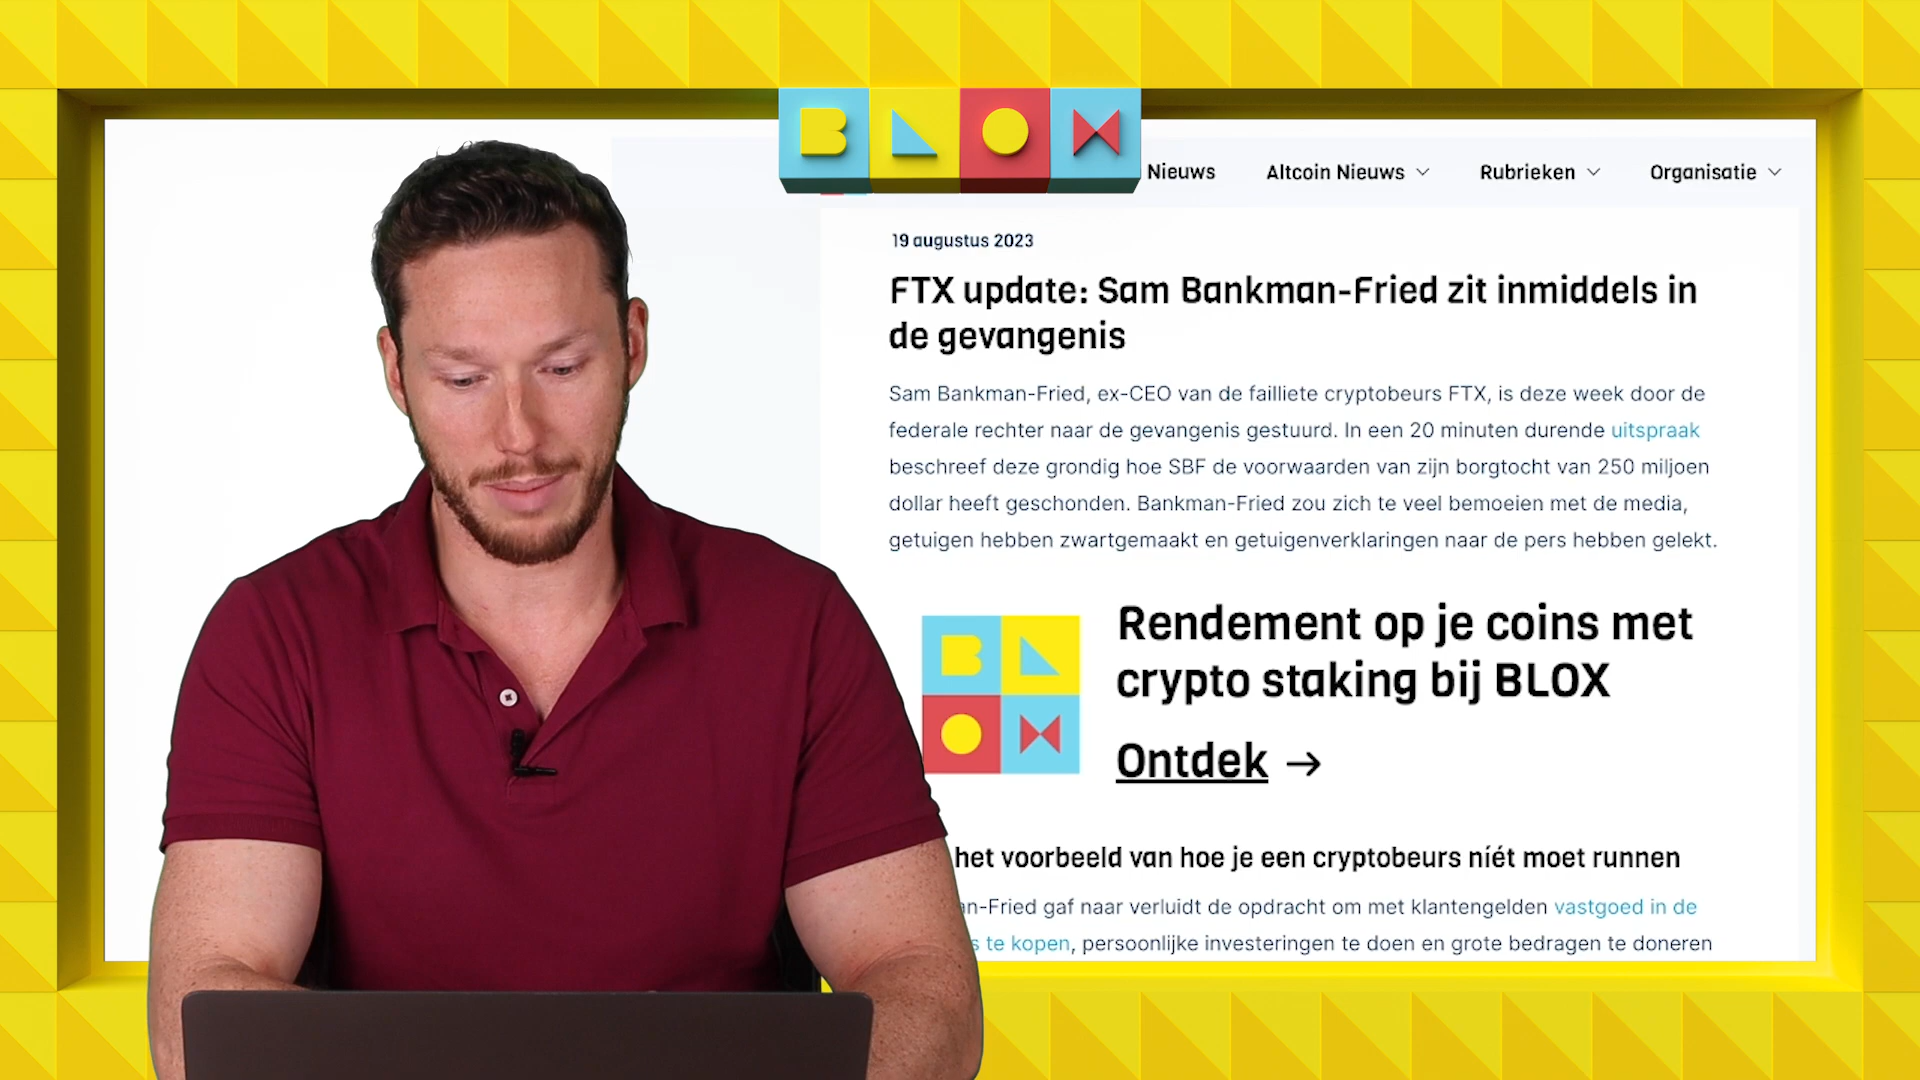 BLOX
Nieuws
Altcoin Nieuws
Rubrieken
Organisatie
19 augustus 2023
FTX update: Sam Bankman-Fried zit inmiddels in
de gevangenis
Sam Bankman-Fried, ex-CEO van de failliete cryptobeurs FTX, is deze week door de
federale rechter naar de gevangenis gestuurd. In een 20 minuten durende uitspraak
beschreef deze grondig hoe SBF de voorwaarden van zijn borgtocht van 250 miljoen
dollar heeft geschonden. Bankman-Fried zou zich te veel bemoeien met de media,
getuigen hebben zwartgemaakt en getuigenverklaringen naar de pers hebben gelekt.
BLOX
Rendement op je coins met
crypto staking bij BLOX
Ontdek →
het voorbeeld van hoe je een cryptobeurs níét moet runnen
an-Fried gaf naar verluidt de opdracht om met klantengelden vastgoed in de
s te kopen, persoonlijke investeringen te doen en grote bedragen te doneren